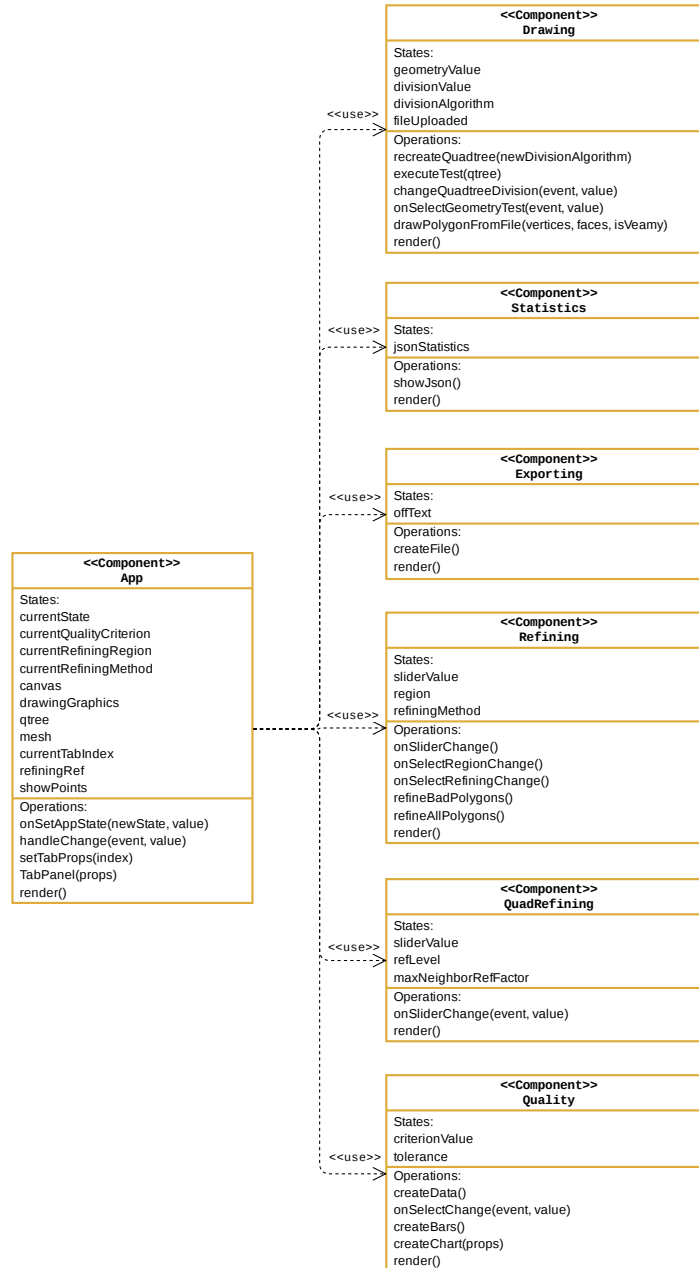 <<Component>>
Drawing
States:
geometryValue
divisionValue
divisionAlgorithm
fileUploaded
<<use>>
Operations:
recreateQuadtree(newDivisionAlgorithm)
executeTest(qtree)
changeQuadtreeDivision(event, value)
onSelectGeometryTest(event, value)
drawPolygonFromFile(vertices, faces, isVeamy)
render()
<<Component>>
Statistics
States:
jsonStatistics
<<use>>
Operations:
showJson()
render()
<<Component>>
Exporting
States:
offText
<<use>>
Operations:
createFile()
render()
<<Component>>
App
States:
currentState
currentQualityCriterion
currentRefiningRegion
currentRefiningMethod
canvas
drawingGraphics
qtree
mesh
currentTabIndex
refiningRef
showPoints
Operations:
onSetAppState(newState, value)
handleChange(event, value)
setTabProps(index)
TabPanel(props)
render()
<<Component>>
Refining
States:
sliderValue
region
refiningMethod
<<use>>
Operations:
onSliderChange()
onSelectRegionChange()
onSelectRefiningChange()
refineBadPolygons()
refineAllPolygons()
render()
<<Component>>
QuadRefining
States:
sliderValue
refLevel
maxNeighborRefFactor
<<use>>
Operations:
onSliderChange(event, value)
render()
<<Component>>
Quality
States:
criterionValue
tolerance
<<use>>
Operations:
createData()
onSelectChange(event, value)
createBars()
createChart(props)
render()